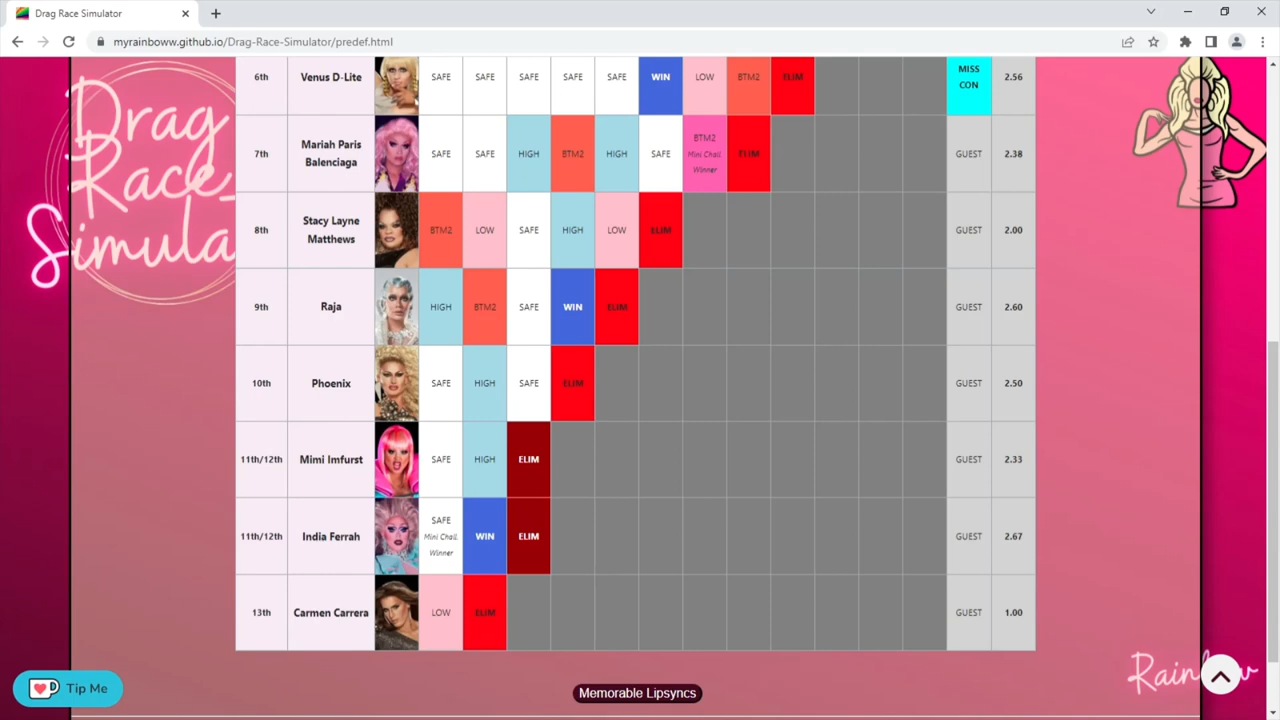 Drag Race Simulator
myrainboww.github.io/Drag-Race-Simulator/predef.html
Drag
Race
Simula
6th Venus D-Lite SAFE SAFE SAFE SAFE SAFE WIN LOW BTM2 ELIM MISS CON 2.56
7th Mariah Paris Balenciaga SAFE SAFE HIGH BTM2 HIGH SAFE BTM2 Mini Chall. Winner ELIM GUEST 2.38
8th Stacy Layne Matthews BTM2 LOW SAFE HIGH LOW ELIM GUEST 2.00
9th Raja HIGH BTM2 SAFE WIN ELIM GUEST 2.60
10th Phoenix SAFE HIGH SAFE ELIM GUEST 2.50
11th/12th Mimi Imfurst SAFE HIGH ELIM GUEST 2.33
11th/12th India Ferrah SAFE Mini Chall. Winner WIN ELIM GUEST 2.67
13th Carmen Carrera LOW ELIM GUEST 1.00
Tip Me
Memorable Lipsyncs